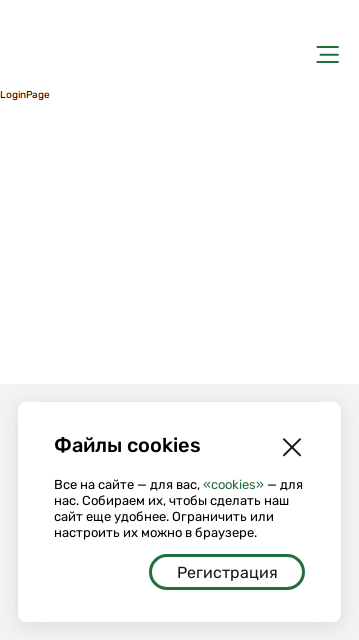 LoginPage
Файлы cookies
Все на сайте — для вас, «cookies» — для
нас. Собираем их, чтобы сделать наш
сайт еще удобнее. Ограничить или
настроить их можно в браузере.
Регистрация